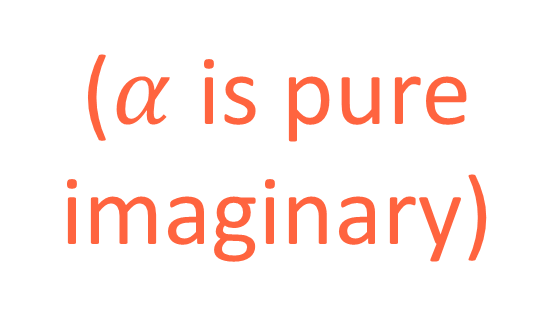 (𝛼 is pure
imaginary)